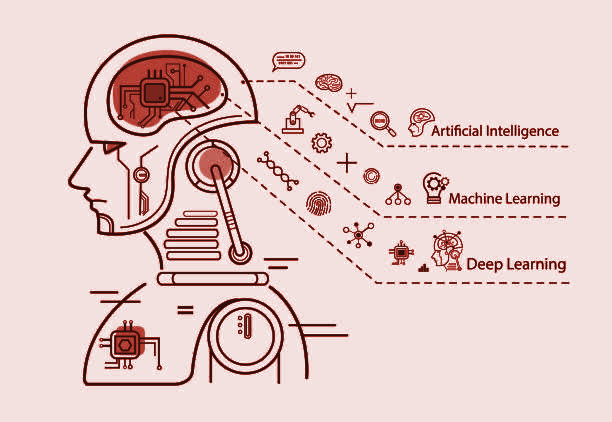 Artificial Intelligence
Machine Learning
Deep Learning